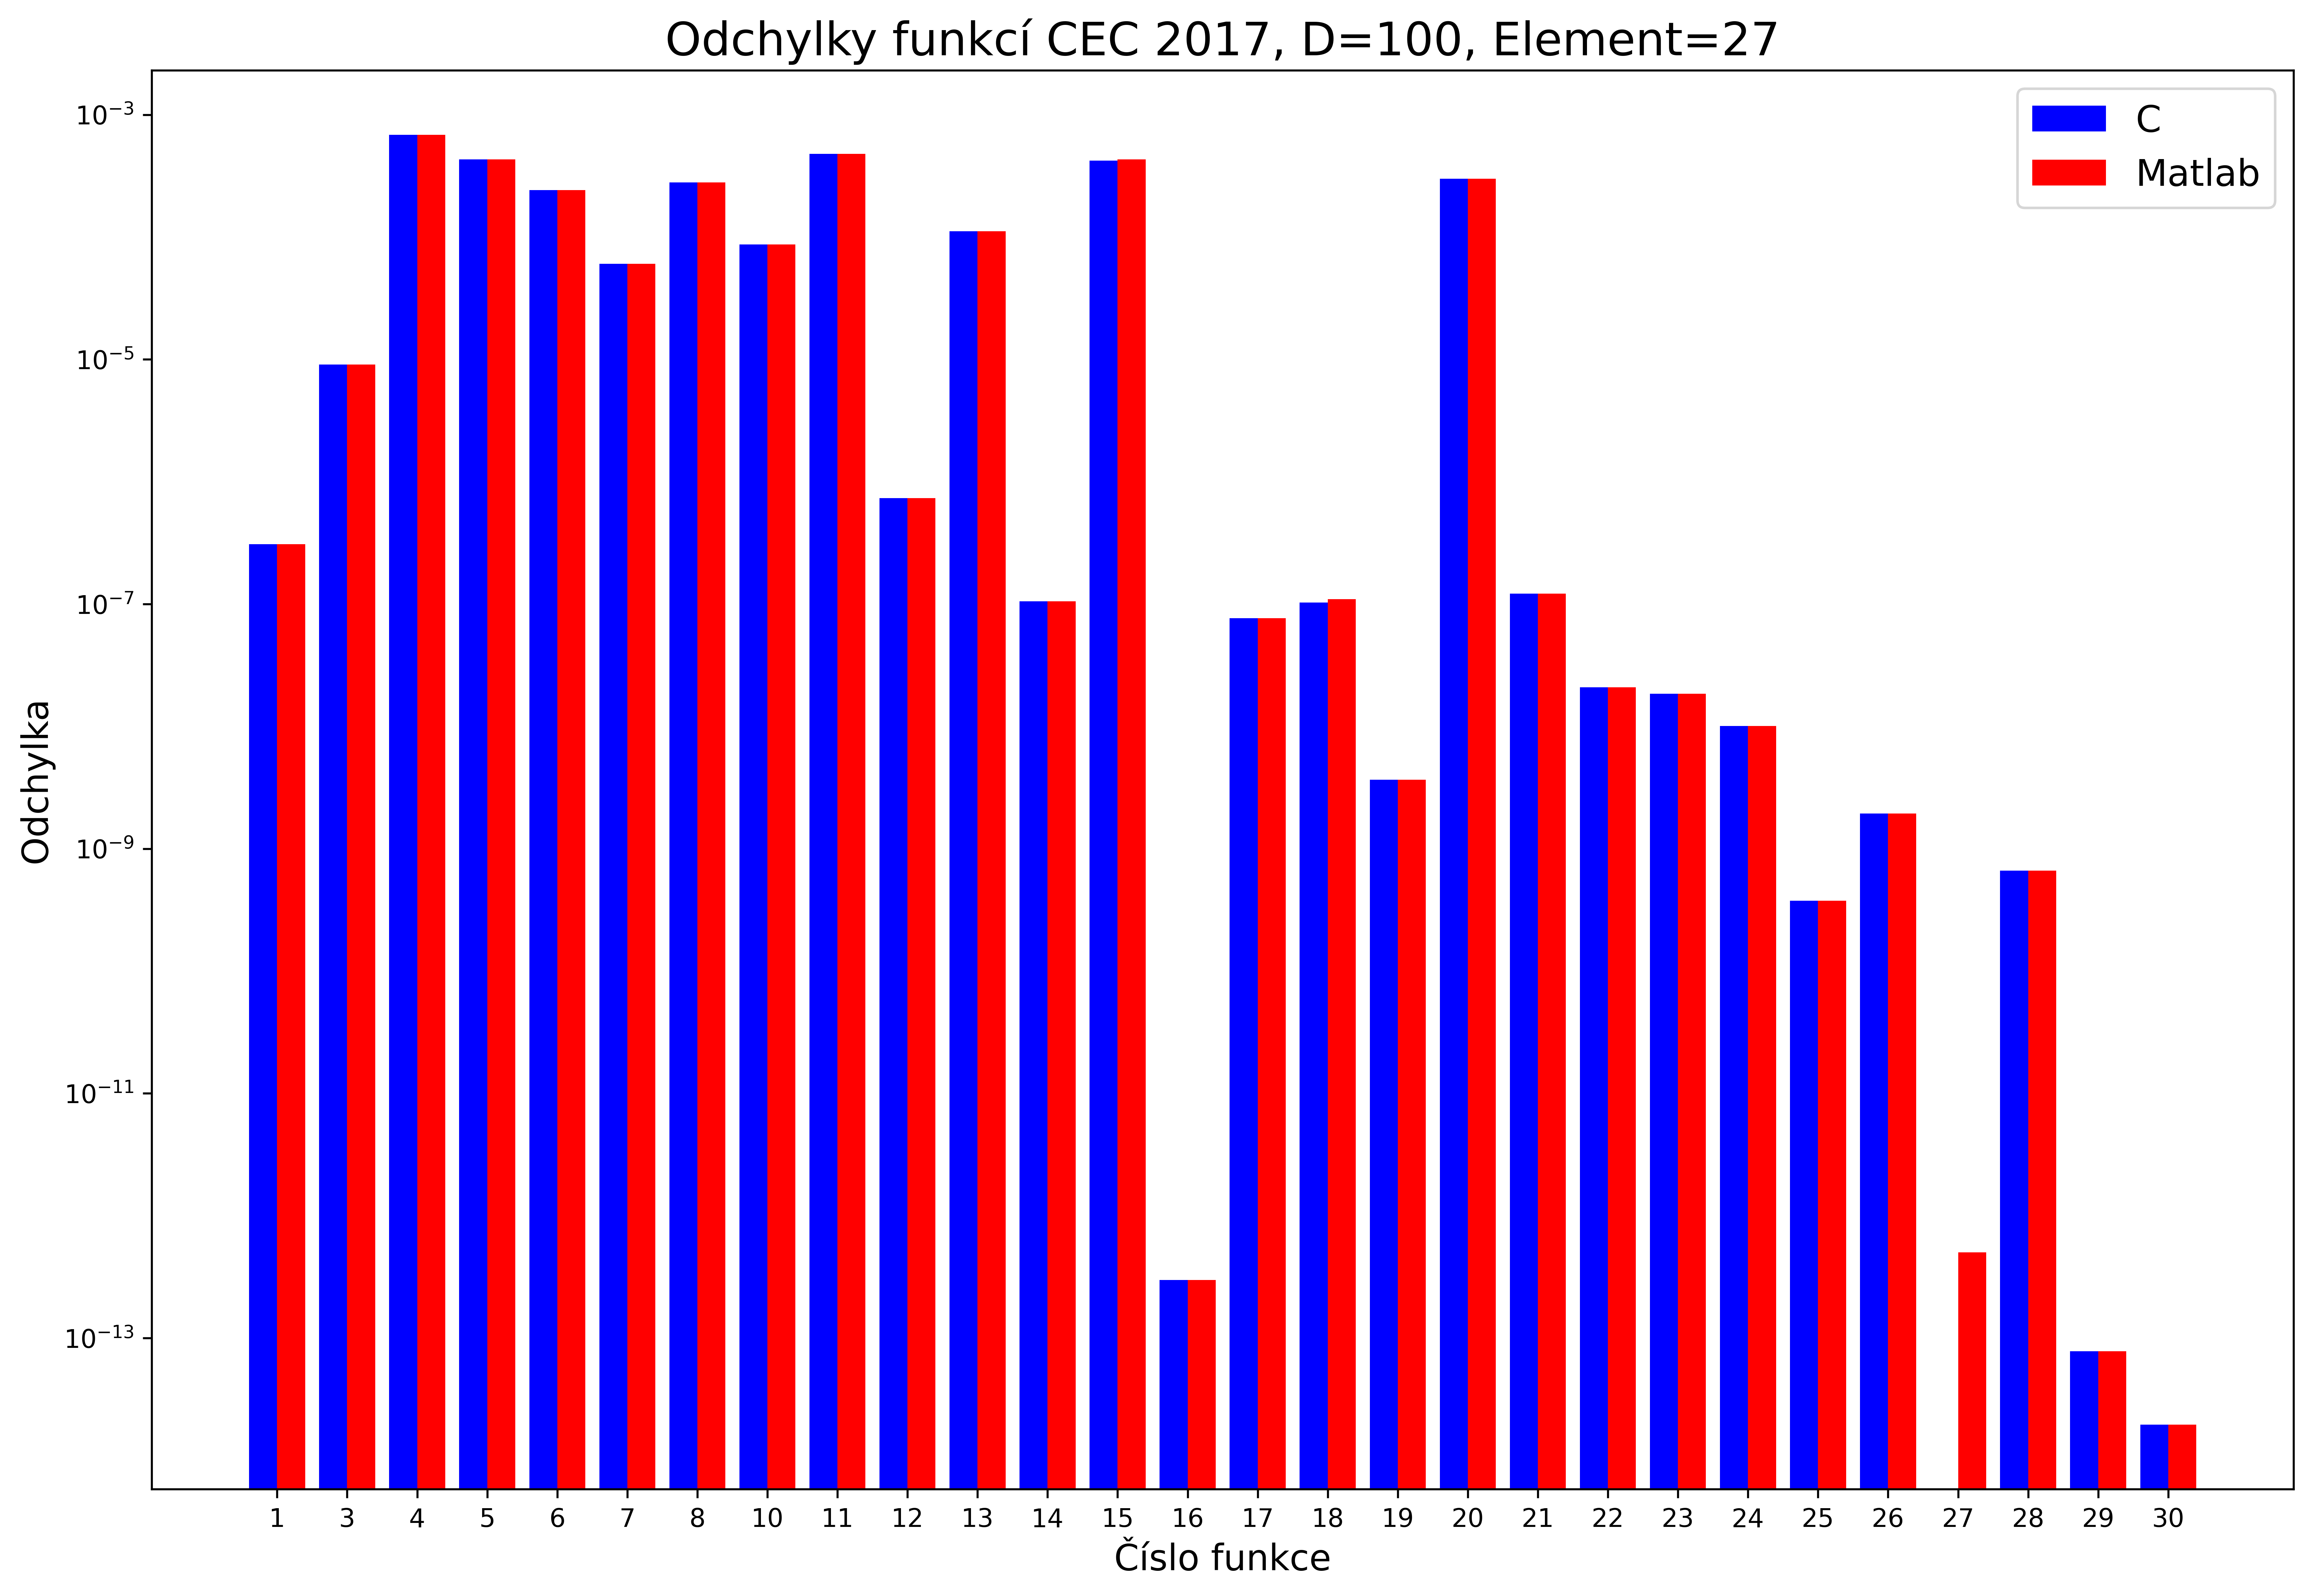 Odchylky funkcí CEC 2017, D=100, Element=27
C
Matlab
10⁻³
10⁻⁵
10⁻⁷
10⁻⁹
10⁻¹¹
10⁻¹³
Odchylka
1 3 4 5 6 7 8 10 11 12 13 14 15 16 17 18 19 20 21 22 23 24 25 26 27 28 29 30
Číslo funkce